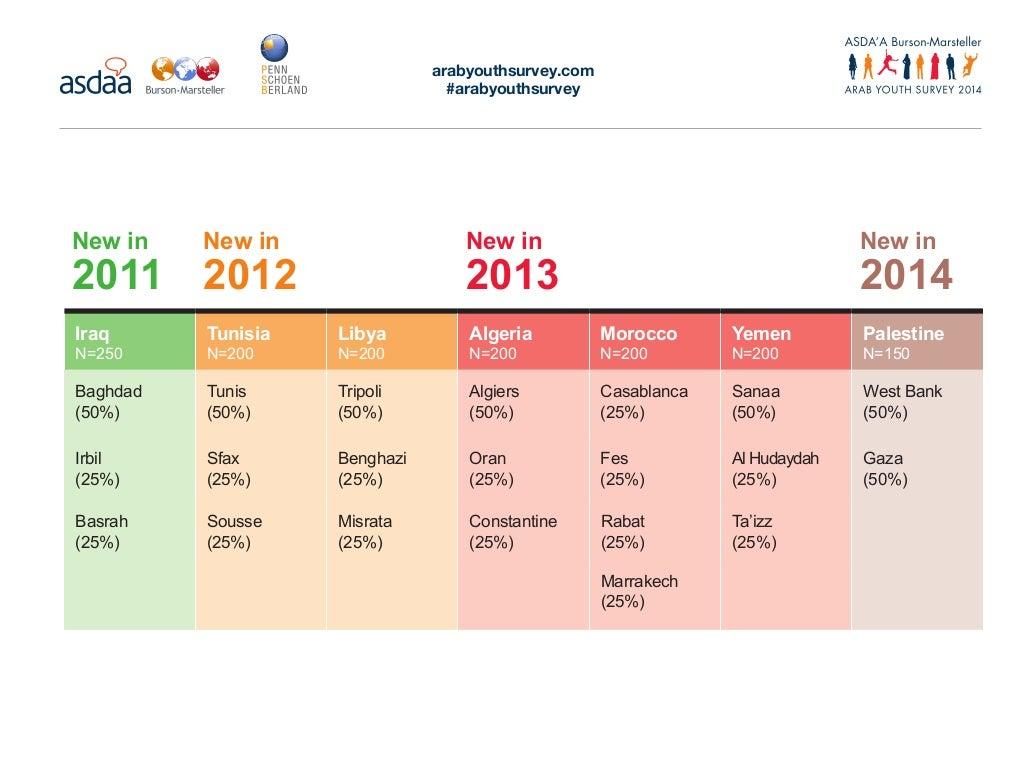 asdaa
Burson·Marsteller
PENN
SCHOEN
BERLAND
arabyouthsurvey.com
#arabyouthsurvey
ASDA'A Burson-Marsteller
ARAB YOUTH SURVEY 2014
New in
2011
New in
2012
New in
2013
New in
2014
Iraq
N=250
Tunisia
N=200
Libya
N=200
Algeria
N=200
Morocco
N=200
Yemen
N=200
Palestine
N=150
Baghdad
(50%)
Tunis
(50%)
Tripoli
(50%)
Algiers
(50%)
Casablanca
(25%)
Sanaa
(50%)
West Bank
(50%)
Irbil
(25%)
Sfax
(25%)
Benghazi
(25%)
Oran
(25%)
Fes
(25%)
Al Hudaydah
(25%)
Gaza
(50%)
Basrah
(25%)
Sousse
(25%)
Misrata
(25%)
Constantine
(25%)
Rabat
(25%)
Ta’izz
(25%)
Marrakech
(25%)